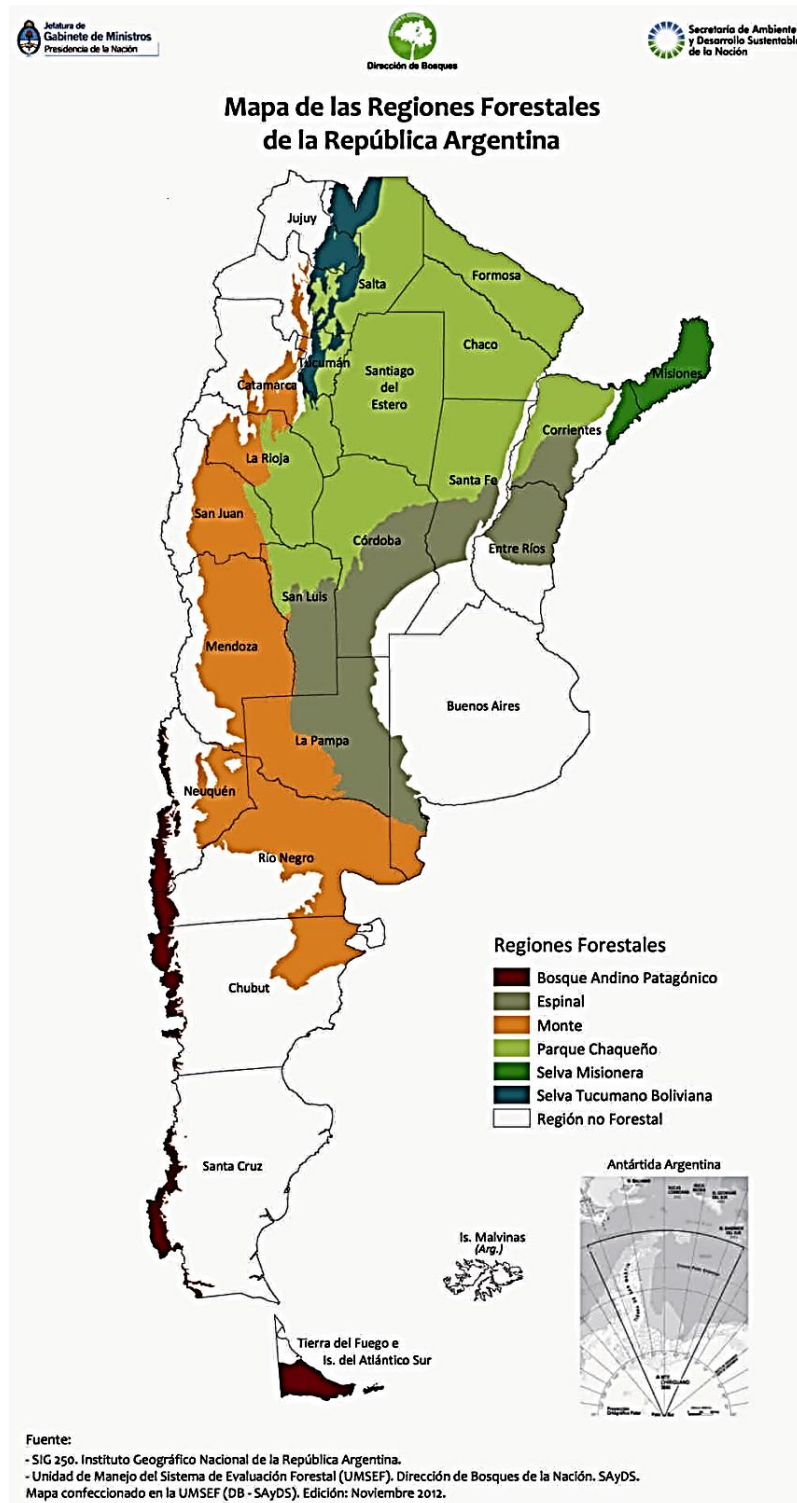 Jefatura de
Gabinete de Ministros
Presidencia de la Nación
Dirección de Bosques
Secretaría de Ambiente
y Desarrollo Sustentable
de la Nación
Mapa de las Regiones Forestales
de la República Argentina
Jujuy
Salta
Formosa
Chaco
Tucumán
Santiago
del
Estero
Misiones
Catamarca
Corrientes
La Rioja
Santa Fe
San Juan
Córdoba
Entre Ríos
San Luis
Mendoza
Buenos Aires
La Pampa
Neuquén
Río Negro
Chubut
Santa Cruz
Regiones Forestales
Bosque Andino Patagónico
Espinal
Monte
Parque Chaqueño
Selva Misionera
Selva Tucumano Boliviana
Región no Forestal
Antártida Argentina
Is. Malvinas
(Arg.)
Tierra del Fuego e
Is. del Atlántico Sur
Fuente:
- SIG 250. Instituto Geográfico Nacional de la República Argentina.
- Unidad de Manejo del Sistema de Evaluación Forestal (UMSEF). Dirección de Bosques de la Nación. SAyDS.
Mapa confeccionado en la UMSEF (DB - SAyDS). Edición: Noviembre 2012.